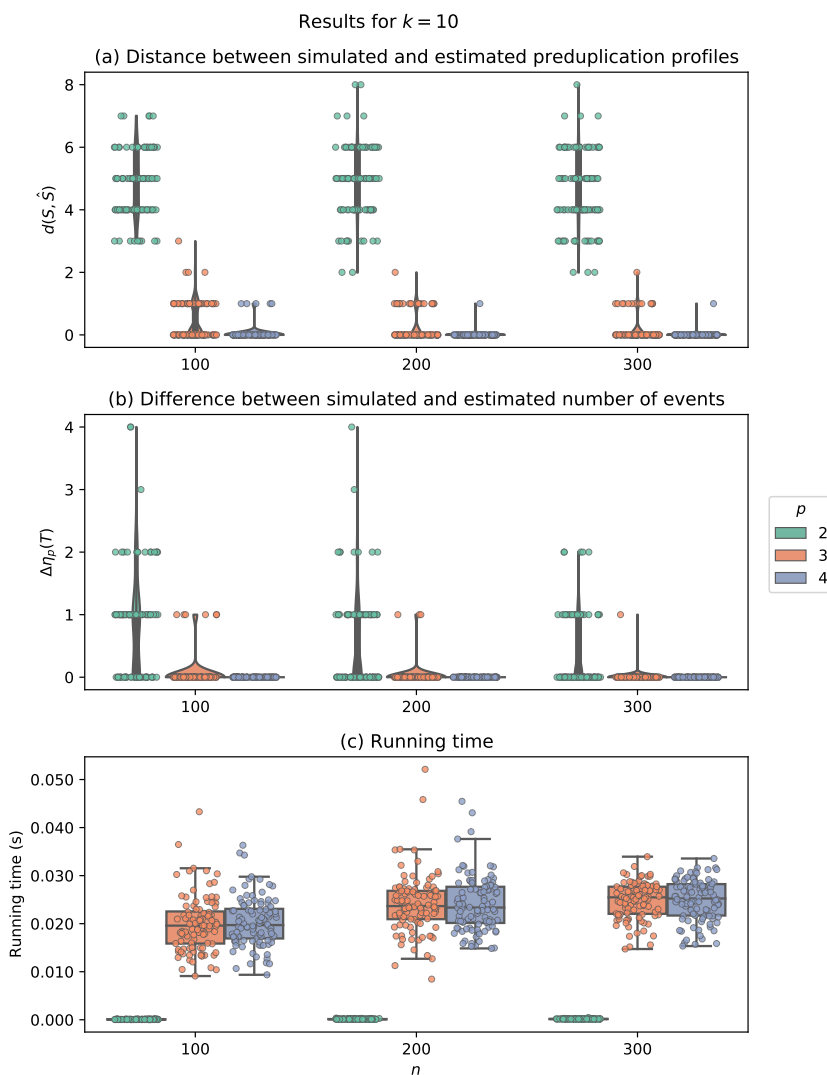 Results for k = 10
(a) Distance between simulated and estimated preduplication profiles
8
6
4
2
0
d(S, Ŝ)
100 200 300
(b) Difference between simulated and estimated number of events
4
3
2
1
0
Δηₚ(T)
100 200 300
p
2
3
4
(c) Running time
0.050
0.040
0.030
0.020
0.010
0.000
Running time (s)
100 200 300
n